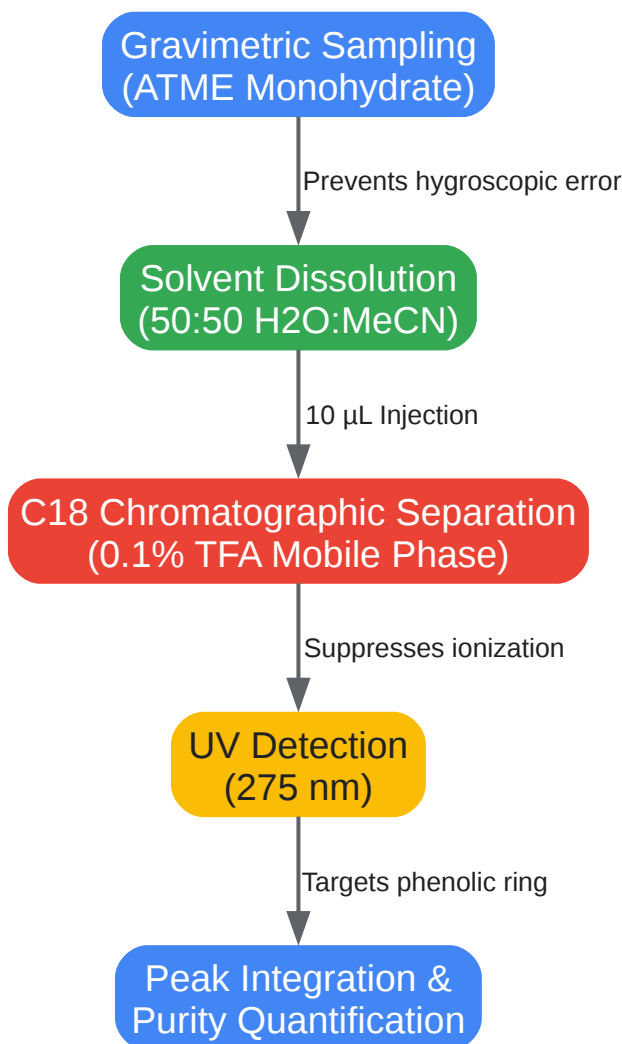 Gravimetric Sampling
(ATME Monohydrate)
Prevents hygroscopic error
Solvent Dissolution
(50:50 H2O:MeCN)
10 µL Injection
C18 Chromatographic Separation
(0.1% TFA Mobile Phase)
Suppresses ionization
UV Detection
(275 nm)
Targets phenolic ring
Peak Integration &
Purity Quantification